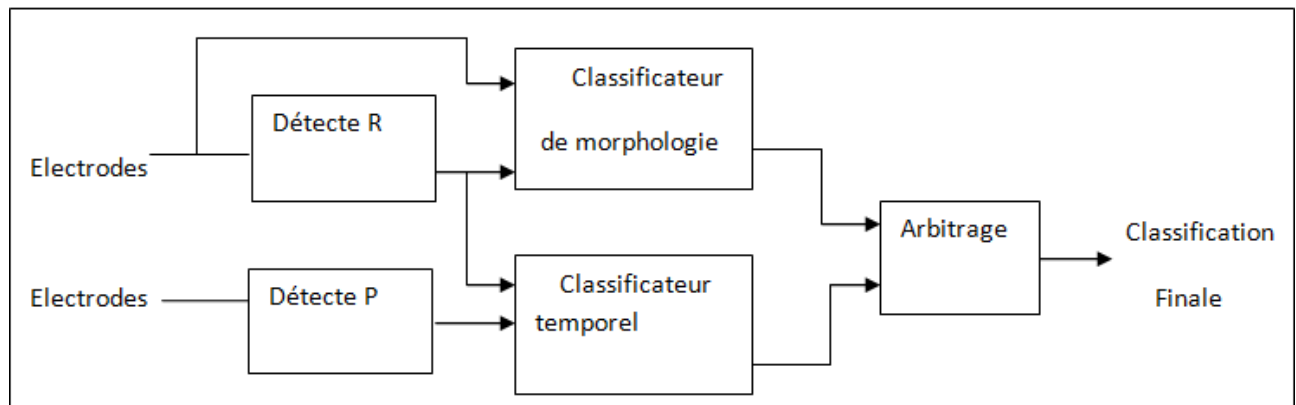 Electrodes
Détecte R
Classificateur
de morphologie
Electrodes
Détecte P
Classificateur
temporel
Arbitrage
Classification
Finale